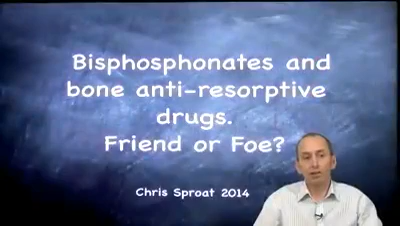 Bisphosphonates and
bone anti-resorptive
drugs.
Friend or Foe?
Chris Sproat 2014